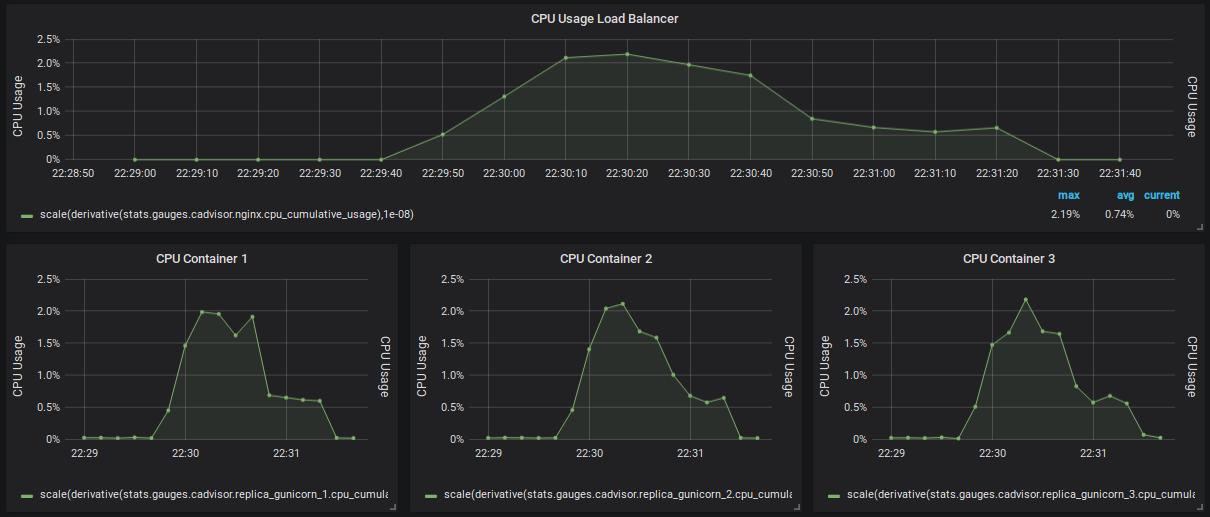 CPU Usage Load Balancer
CPU Usage
2.5%
2.0%
1.5%
1.0%
0.5%
0%
CPU Usage
22:28:50 22:29:00 22:29:10 22:29:20 22:29:30 22:29:40 22:29:50 22:30:00 22:30:10 22:30:20 22:30:30 22:30:40 22:30:50 22:31:00 22:31:10 22:31:20 22:31:30 22:31:40
max avg current
scale(derivative(stats.gauges.cadvisor.nginx.cpu_cumulative_usage),1e-08) 2.19% 0.74% 0%
CPU Container 1
CPU Usage
2.5%
2.0%
1.5%
1.0%
0.5%
0%
CPU Usage
22:29 22:30 22:31
scale(derivative(stats.gauges.cadvisor.replica_gunicorn_1.cpu_cumula
CPU Container 2
CPU Usage
2.5%
2.0%
1.5%
1.0%
0.5%
0%
CPU Usage
22:29 22:30 22:31
scale(derivative(stats.gauges.cadvisor.replica_gunicorn_2.cpu_cumula
CPU Container 3
CPU Usage
2.5%
2.0%
1.5%
1.0%
0.5%
0%
CPU Usage
22:29 22:30 22:31
scale(derivative(stats.gauges.cadvisor.replica_gunicorn_3.cpu_cumula